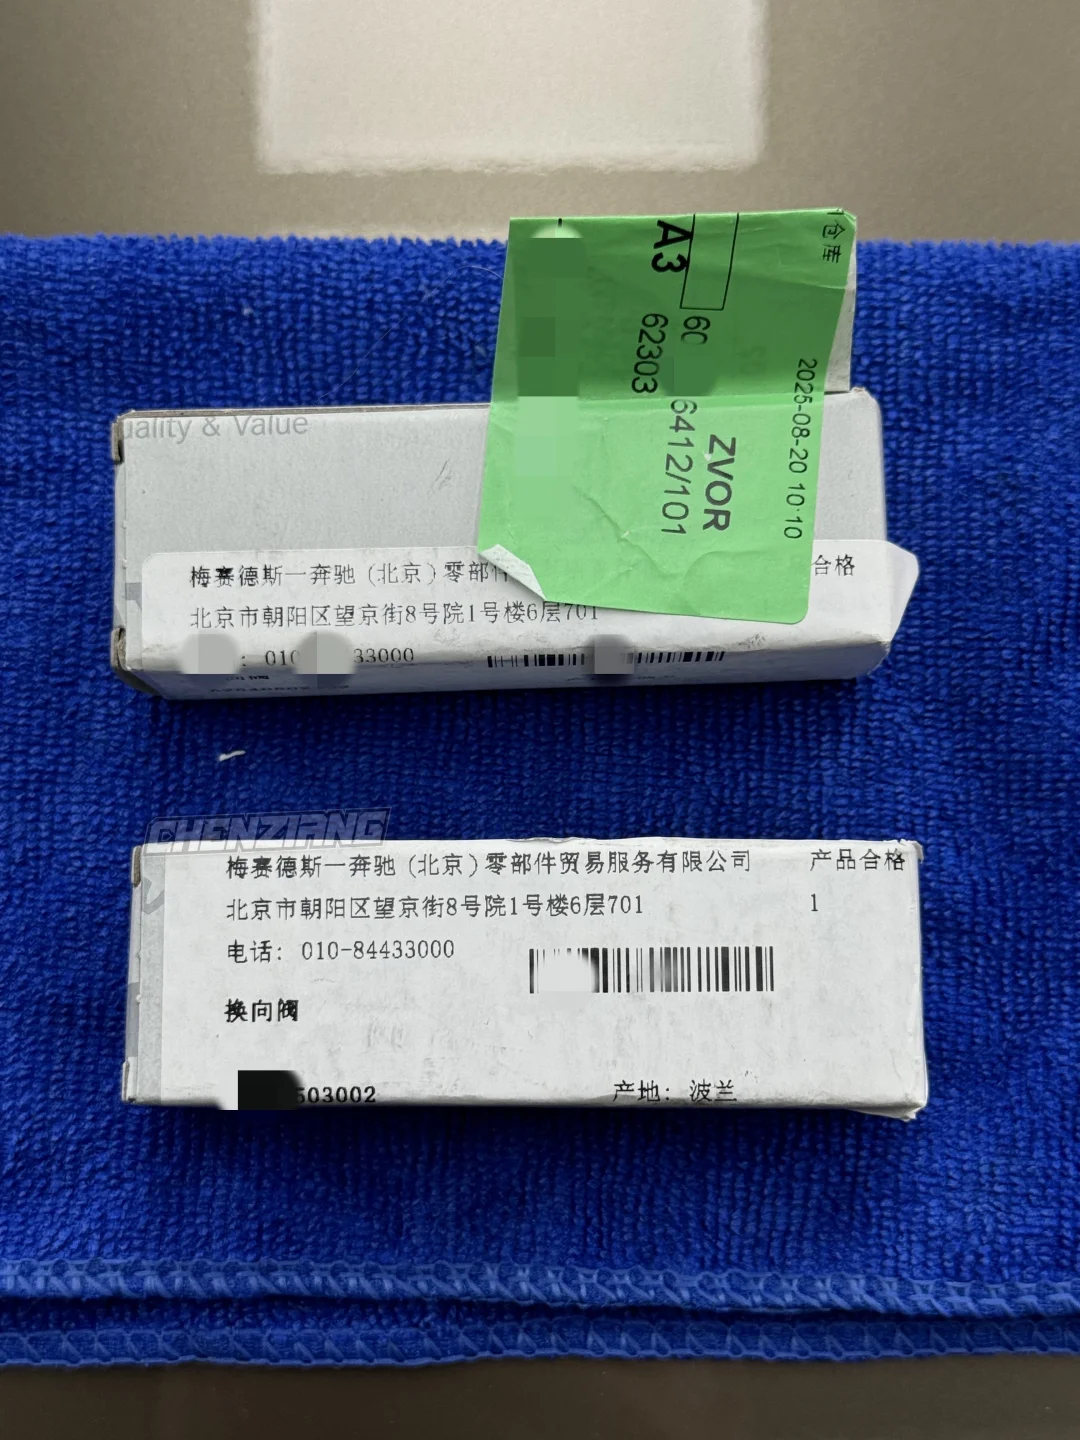 uality & Value
仓库
2025-08-20 10:10
ZVOR
60
6412/101
A3
62303
梅赛德斯一奔驰 (北京) 零部件
合格
北京市朝阳区望京街8号院1号楼6层701
: 010 33000
CHENZIANG
梅赛德斯一奔驰 (北京) 零部件贸易服务有限公司
产品合格
北京市朝阳区望京街8号院1号楼6层701
1
电话: 010-84433000
换向阀
503002
产地: 波兰